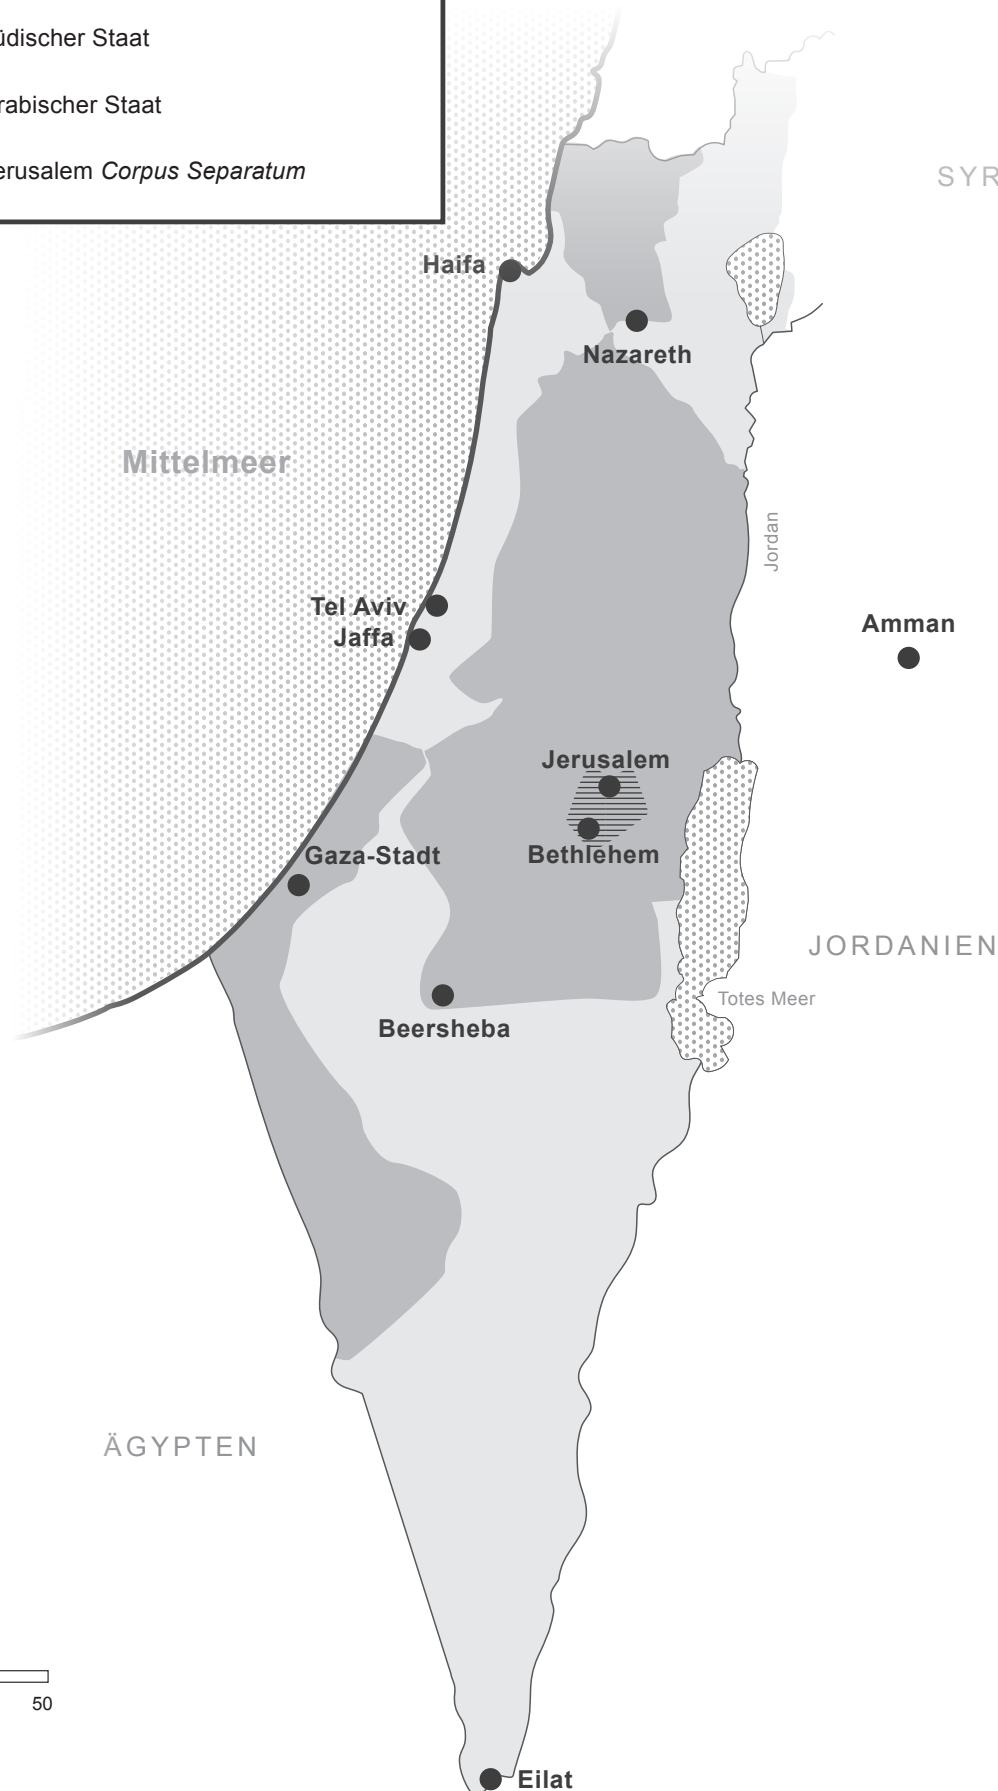 üdischer Staat
rabischer Staat
erusalem Corpus Separatum
SYR
Haifa
Nazareth
Mittelmeer
Jordan
Tel Aviv
Jaffa
Amman
Jerusalem
Bethlehem
Gaza-Stadt
JORDANIEN
Totes Meer
Beersheba
ÄGYPTEN
50
Eilat